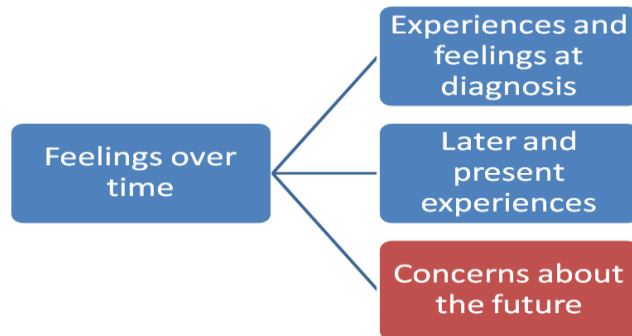 Experiences and
feelings at
diagnosis
Feelings over
time
Later and
present
experiences
Concerns about
the future